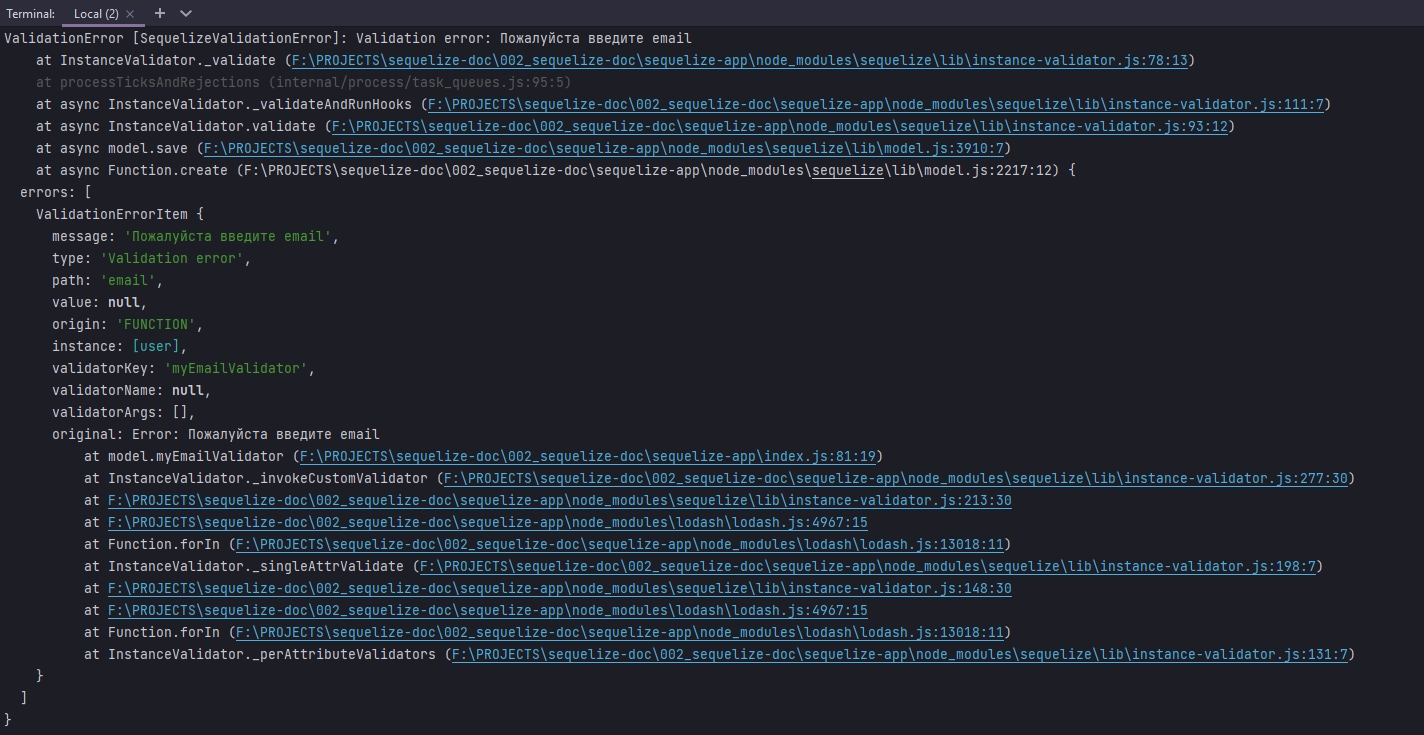 Terminal: Local (2) × +
ValidationError [SequelizeValidationError]: Validation error: Пожалуйста введите email
at InstanceValidator._validate (F:\PROJECTS\sequelize-doc\002_sequelize-doc\sequelize-app\node_modules\sequelize\lib\instance-validator.js:78:13)
at processTicksAndRejections (internal/process/task_queues.js:95:5)
at async InstanceValidator._validateAndRunHooks (F:\PROJECTS\sequelize-doc\002_sequelize-doc\sequelize-app\node_modules\sequelize\lib\instance-validator.js:111:7)
at async InstanceValidator.validate (F:\PROJECTS\sequelize-doc\002_sequelize-doc\sequelize-app\node_modules\sequelize\lib\instance-validator.js:93:12)
at async model.save (F:\PROJECTS\sequelize-doc\002_sequelize-doc\sequelize-app\node_modules\sequelize\lib\model.js:3910:7)
at async Function.create (F:\PROJECTS\sequelize-doc\002_sequelize-doc\sequelize-app\node_modules\sequelize\lib\model.js:2217:12) {
errors: [
ValidationErrorItem {
message: 'Пожалуйста введите email',
type: 'Validation error',
path: 'email',
value: null,
origin: 'FUNCTION',
instance: [user],
validatorKey: 'myEmailValidator',
validatorName: null,
validatorArgs: [],
original: Error: Пожалуйста введите email
at model.myEmailValidator (F:\PROJECTS\sequelize-doc\002_sequelize-doc\sequelize-app\index.js:81:19)
at InstanceValidator._invokeCustomValidator (F:\PROJECTS\sequelize-doc\002_sequelize-doc\sequelize-app\node_modules\sequelize\lib\instance-validator.js:277:30)
at F:\PROJECTS\sequelize-doc\002_sequelize-doc\sequelize-app\node_modules\sequelize\lib\instance-validator.js:213:30
at F:\PROJECTS\sequelize-doc\002_sequelize-doc\sequelize-app\node_modules\lodash\lodash.js:4967:15
at Function.forIn (F:\PROJECTS\sequelize-doc\002_sequelize-doc\sequelize-app\node_modules\lodash\lodash.js:13018:11)
at InstanceValidator._singleAttrValidate (F:\PROJECTS\sequelize-doc\002_sequelize-doc\sequelize-app\node_modules\sequelize\lib\instance-validator.js:198:7)
at F:\PROJECTS\sequelize-doc\002_sequelize-doc\sequelize-app\node_modules\sequelize\lib\instance-validator.js:148:30
at F:\PROJECTS\sequelize-doc\002_sequelize-doc\sequelize-app\node_modules\lodash\lodash.js:4967:15
at Function.forIn (F:\PROJECTS\sequelize-doc\002_sequelize-doc\sequelize-app\node_modules\lodash\lodash.js:13018:11)
at InstanceValidator._perAttributeValidators (F:\PROJECTS\sequelize-doc\002_sequelize-doc\sequelize-app\node_modules\sequelize\lib\instance-validator.js:131:7)
}
]
}